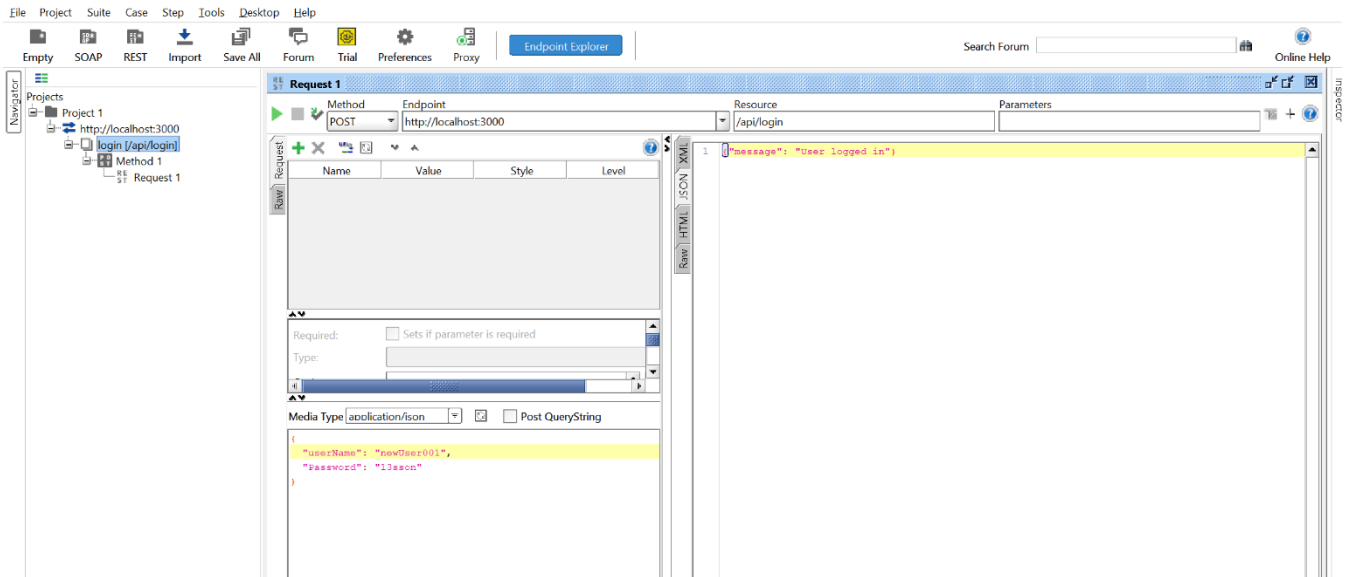 File Project Suite Case Step Tools Desktop Help
Empty SOAP REST Import Save All Forum Trial Preferences Proxy
Endpoint Explorer
Search Forum
Online Help
Navigator
Projects
Project 1
http://localhost:3000
login [/api/login]
Method 1
REST Request 1
REST Request 1
Method Endpoint Resource Parameters
POST http://localhost:3000 /api/login
Request
Raw
Name Value Style Level
Required: Sets if parameter is required
Type:
Media Type application/json Post QueryString
{
"userName": "newUser001",
"Password": "l3sson"
}
XML
JSON
HTML
Raw
1 {"message": "User logged in"}
Inspector